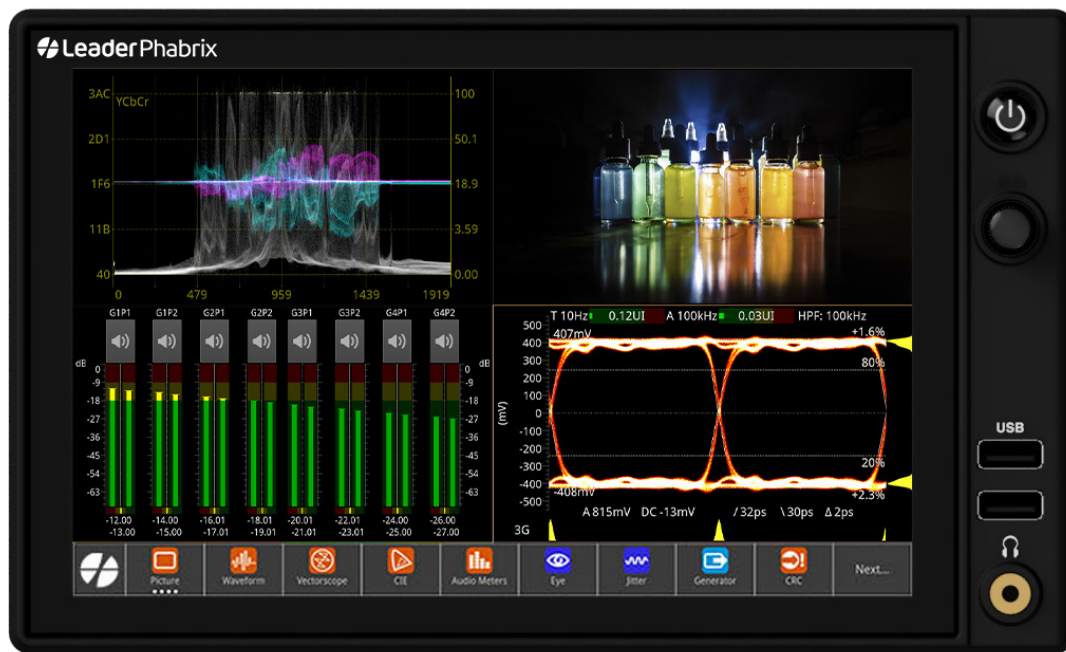 LeaderPhabrix
YCbCr
3AC
2D1
1F6
11B
40
100
50.1
18.9
3.59
0.00
0 479 959 1439 1919
G1P1 G1P2 G2P1 G2P2 G3P1 G3P2 G4P1 G4P2
dB
0
-9
-18
-27
-36
-45
-54
-63
dB
0
-9
-18
-27
-36
-45
-54
-63
-12.00 -14.00 -16.01 -18.01 -20.01 -22.01 -24.00 -26.00
-13.00 -15.00 -17.01 -19.01 -21.01 -23.01 -25.00 -27.00
T 10Hz 0.12UI A 100kHz 0.03UI HPF: 100kHz
(mV)
500
400
300
200
100
0
-100
-200
-300
-400
-500
407mV
+1.6%
80%
20%
-408mV
+2.3%
A 815mV DC -13mV / 32ps \ 30ps Δ 2ps
3G
Picture Waveform Vectorscope CIE Audio Meters Eye Jitter Generator CRC Next....
USB